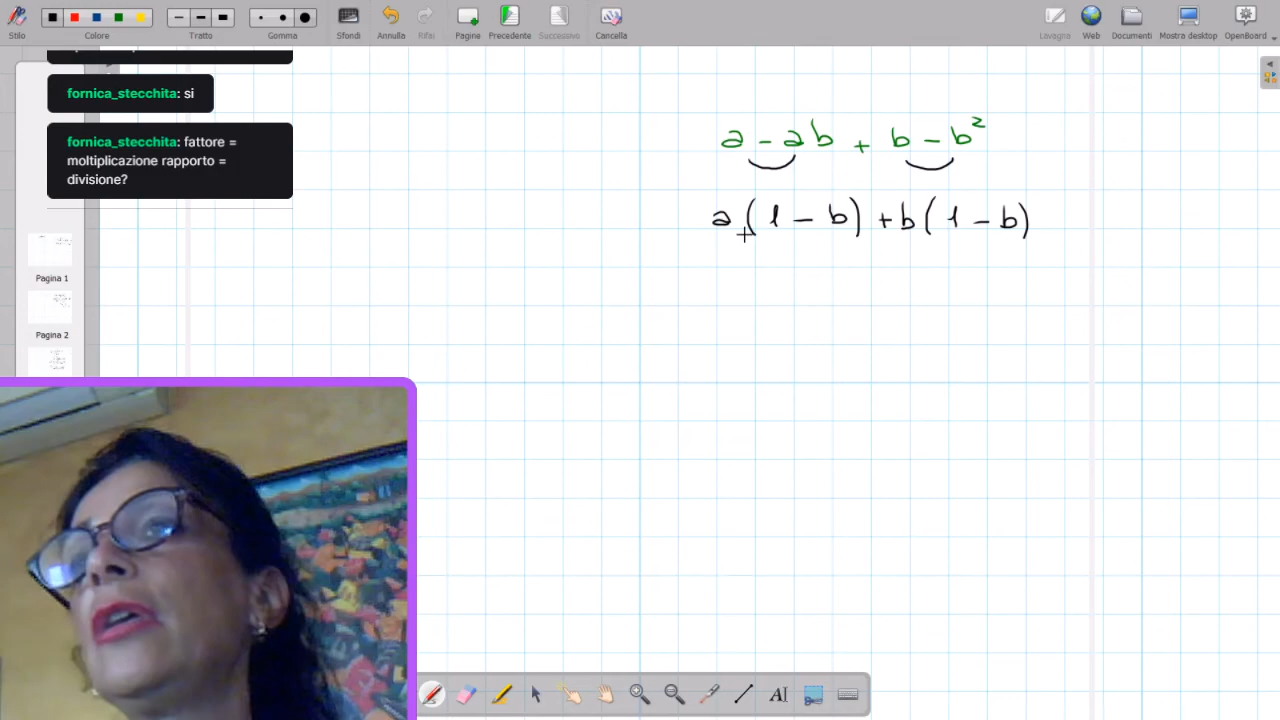 Stilo
Colore
Tratto
Gomma
Sfondi
Annulla
Rifai
Pagine
Precedente
Successivo
Cancella
Lavagna
Web
Documenti
Mostra desktop
OpenBoard
fornica_stecchita: si
fornica_stecchita: fattore =
moltiplicazione rapporto =
divisione?
a - ab + b - b²
a(1 - b) + b(1 - b)
Pagina 1
Pagina 2
AI